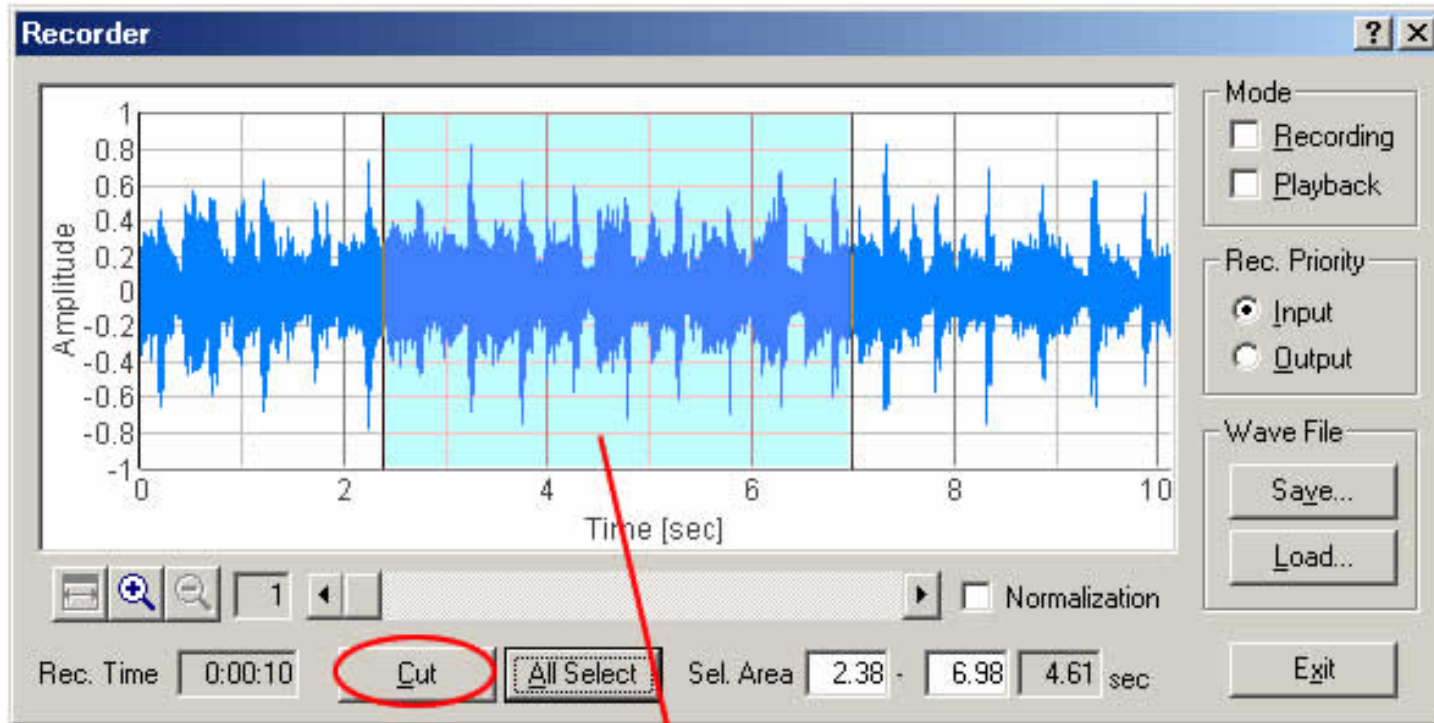 Recorder
?
Amplitude
1
0.8
0.6
0.4
0.2
0
-0.2
-0.4
-0.6
-0.8
-1
0 2 4 6 8 10
Time [sec]
1
Normalization
Rec. Time 0:00:10 Cut All Select Sel. Area 2.38 - 6.98 4.61 sec
Mode
Recording
Playback
Rec. Priority
Input
Output
Wave File
Save...
Load...
Exit